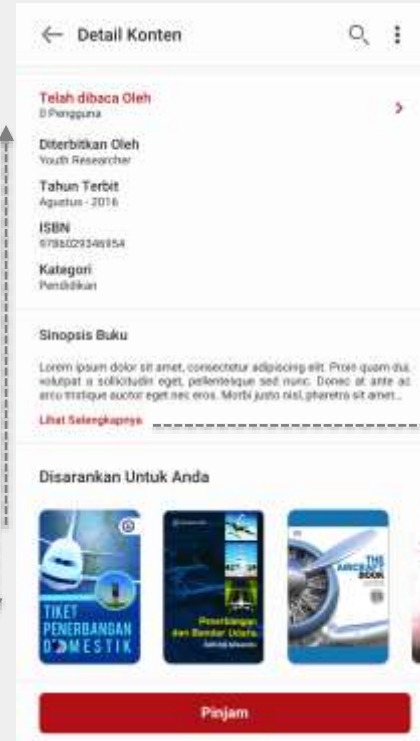 Detail Konten
Telah dibaca Oleh
0 Pengguna
Diterbitkan Oleh
Youth Researcher
Tahun Terbit
Agustus - 2016
ISBN
9786029346954
Kategori
Pendidikan
Sinopsis Buku
Lorem ipsum dolor sit amet, consectetur adipiscing elit. Proin quam dui,
volutpat a sollicitudin eget, pellentesque sed nunc. Donec at ante ac
arcu tristique auctor eget nec eros. Morbi justo nisl, pharetra sit amet...
Lihat Selengkapnya
Disarankan Untuk Anda
TIKET
PENERBANGAN
DOMESTIK
Penerbangan
dan Bandar Udara
THE
AIRCRAFT
BOOK
Pinjam